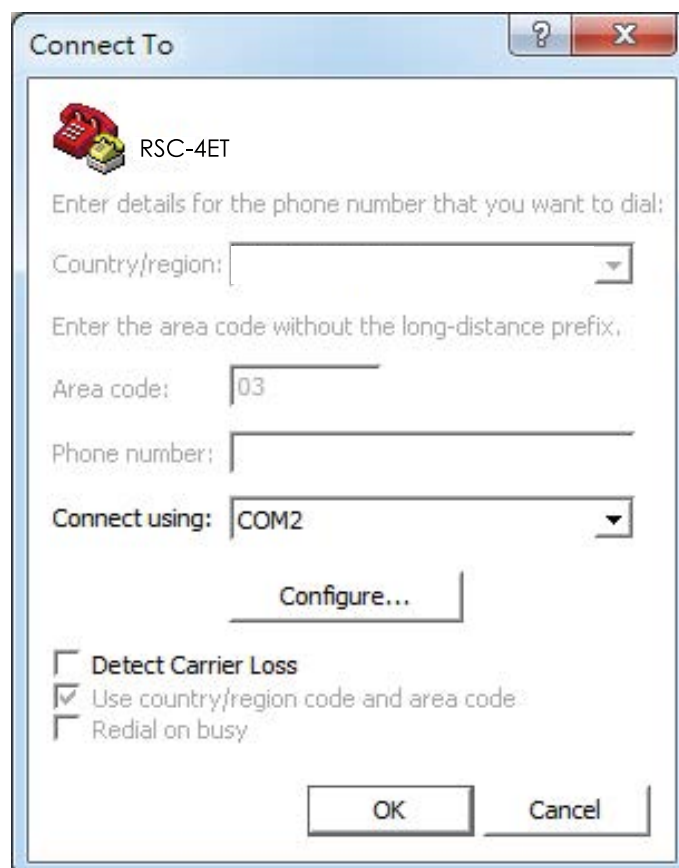 Connect To
RSC-4ET
Enter details for the phone number that you want to dial:
Country/region:
Enter the area code without the long-distance prefix.
Area code: 03
Phone number:
Connect using: COM2
Configure...
Detect Carrier Loss
Use country/region code and area code
Redial on busy
OK Cancel